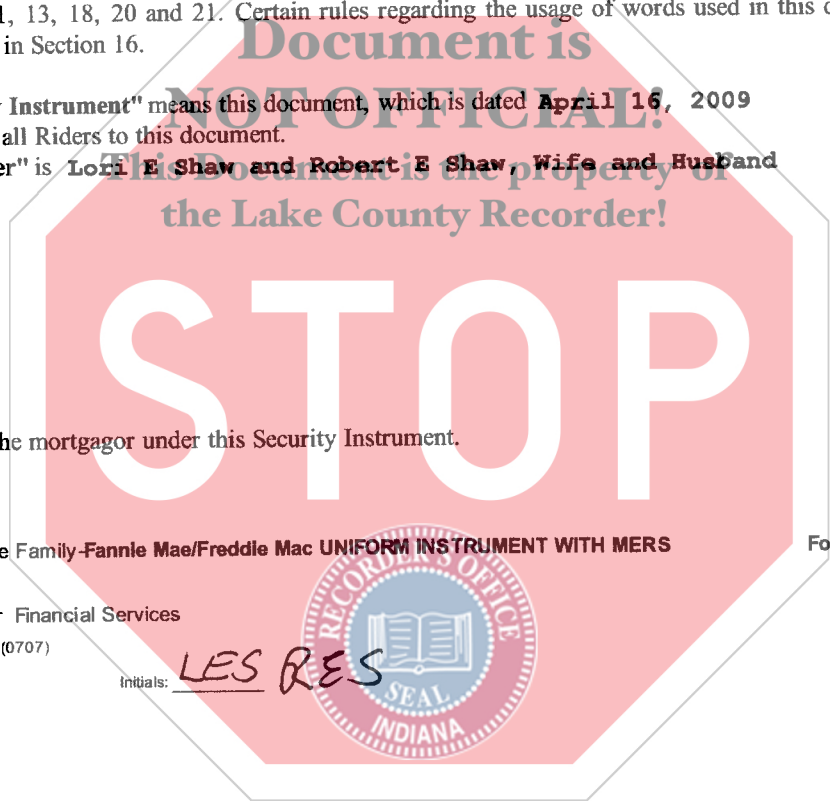 1, 13, 18, 20 and 21. Certain rules regarding the usage of words used in this
in Section 16.
Document is
NOT OFFICIAL!
Instrument" means this document, which is dated April 16, 2009
all Riders to this document.
er" is Lori E Shaw and Robert E Shaw, Wife and Husband
This Document is the property of
the Lake County Recorder!
STOP
he mortgagor under this Security Instrument.
e Family-Fannie Mae/Freddie Mac UNIFORM INSTRUMENT WITH MERS Fo
Financial Services
(0707)
Initials: LES RES
RECORDER'S OFFICE
SEAL
INDIANA